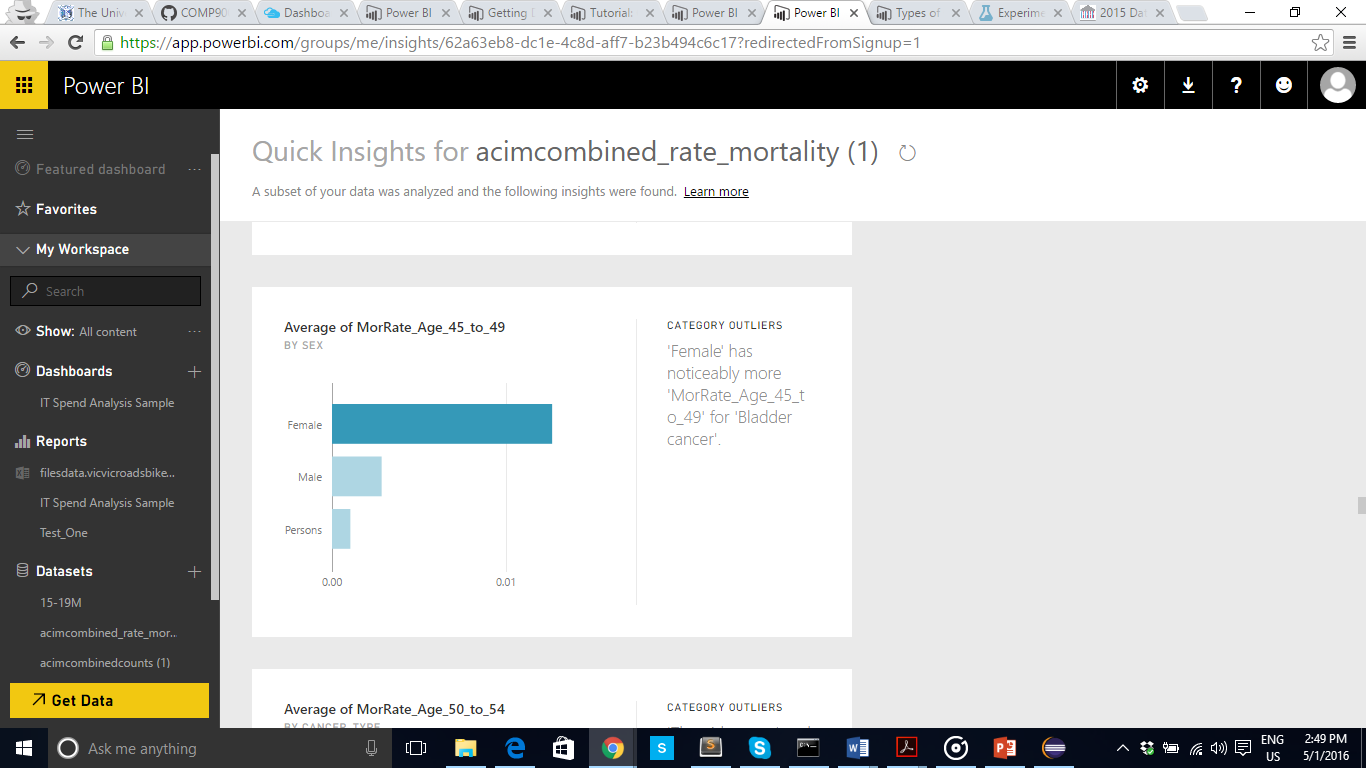 The Unive
COMP90
Dashboa
Power BI
Getting D
Tutorial:
Power BI
Power BI
Types of
Experime
2015 Dat
https://app.powerbi.com/groups/me/insights/62a63eb8-dc1e-4c8d-aff7-b23b494c6c17?redirectedFromSignup=1
Power BI
?
Featured dashboard ...
Favorites
My Workspace
Search
Show: All content ...
Dashboards +
IT Spend Analysis Sample
Reports
filesdata.vicvicroadsbike...
IT Spend Analysis Sample
Test_One
Datasets +
15-19M
acimcombined_rate_mor...
acimcombinedcounts (1)
Get Data
Quick Insights for acimcombined_rate_mortality (1)
A subset of your data was analyzed and the following insights were found. Learn more
Average of MorRate_Age_45_to_49
BY SEX
Female
Male
Persons
0.00 0.01
CATEGORY OUTLIERS
'Female' has
noticeably more
'MorRate_Age_45_t
o_49' for 'Bladder
cancer'.
Average of MorRate_Age_50_to_54
BY CANCER_TYPE
CATEGORY OUTLIERS
Ask me anything
ENG
US
2:49 PM
5/1/2016